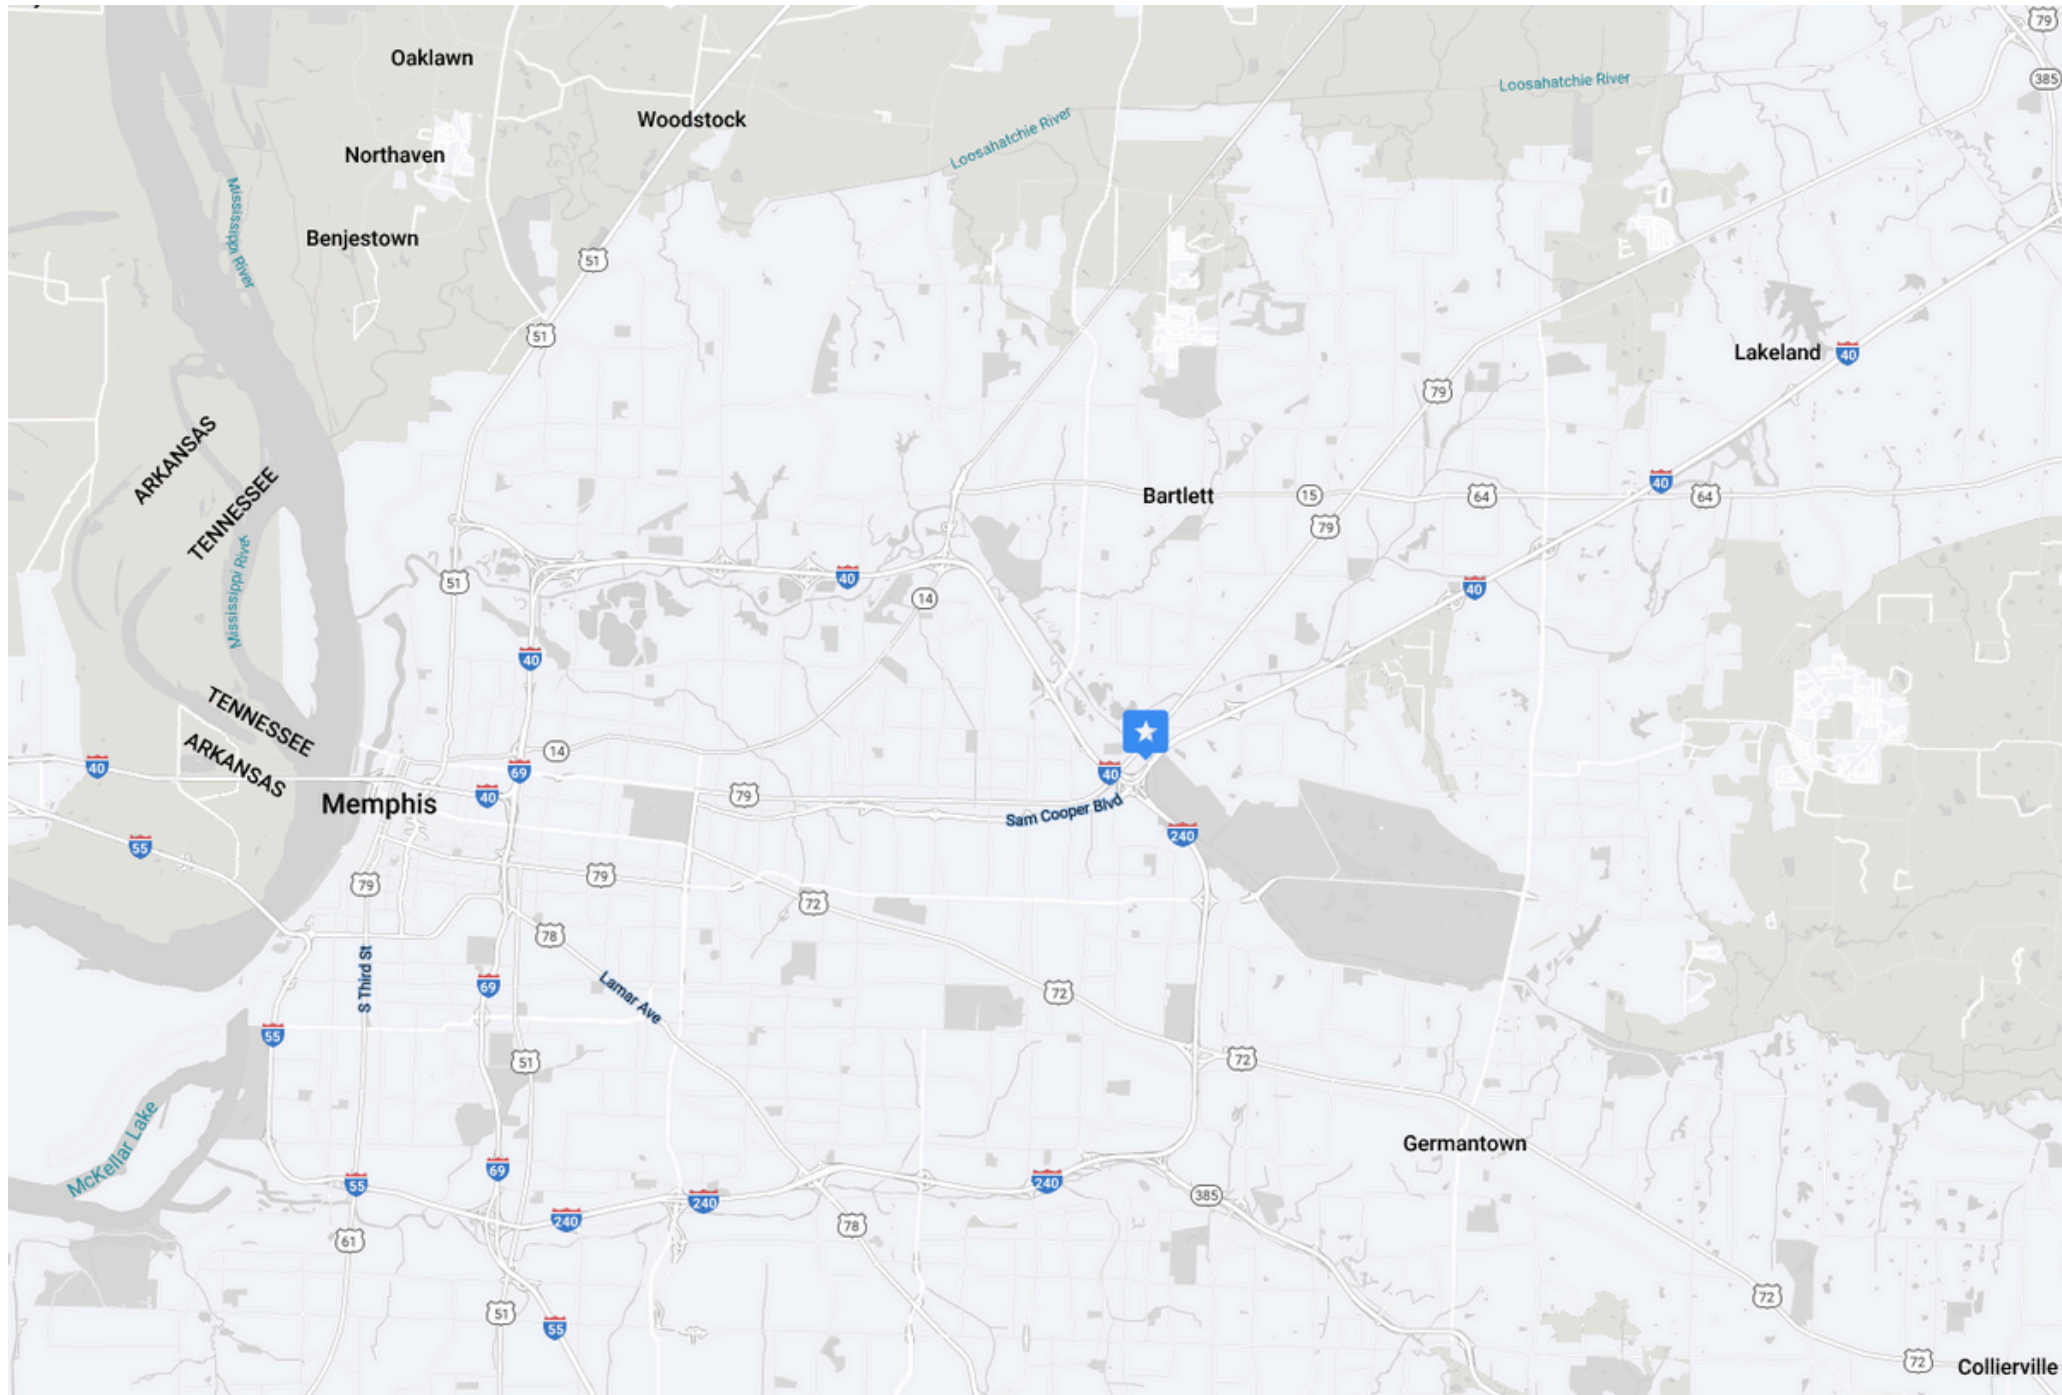 79
Oaklawn
385
Loosahatchie River
Woodstock
Loosahatchie River
Northaven
Mississippi River
Benjestown
51
51
Lakeland
40
79
ARKANSAS
TENNESSEE
40
Bartlett
15
64
64
79
Mississippi River
51
40
40
14
40
TENNESSEE
ARKANSAS
14
40
69
40
40
79
Memphis
Sam Cooper Blvd
240
55
79
79
72
78
S Third St
69
Lamar Ave
72
55
51
72
McKellar Lake
Germantown
69
55
240
240
385
240
78
61
72
51
55
72
Collierville